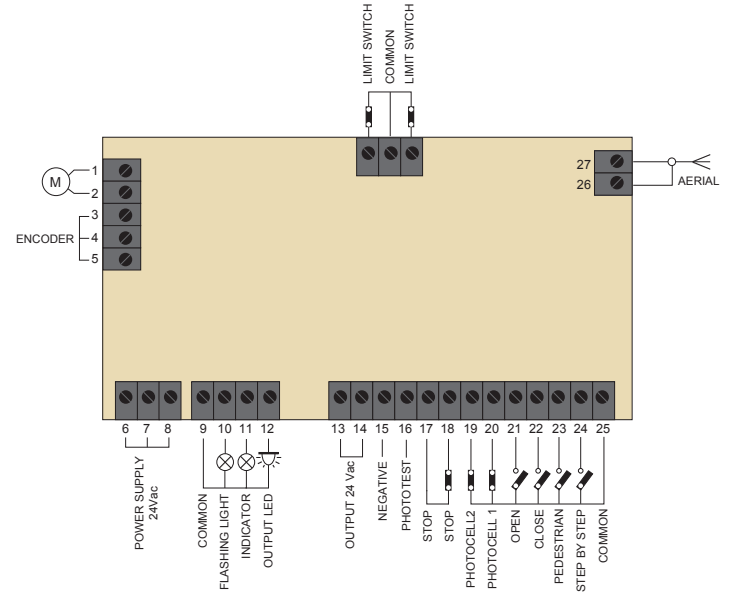 LIMIT SWITCH
COMMON
LIMIT SWITCH
M
1
2
3
4
5
ENCODER
27
26
AERIAL
6 7 8
9 10 11 12
13 14 15 16 17 18 19 20 21 22 23 24 25
POWER SUPPLY
24Vac
COMMON
FLASHING LIGHT
INDICATOR
OUTPUT LED
OUTPUT 24 Vac
NEGATIVE
PHOTOTEST
STOP
STOP
PHOTOCELL2
PHOTOCELL 1
OPEN
CLOSE
PEDESTRIAN
STEP BY STEP
COMMON